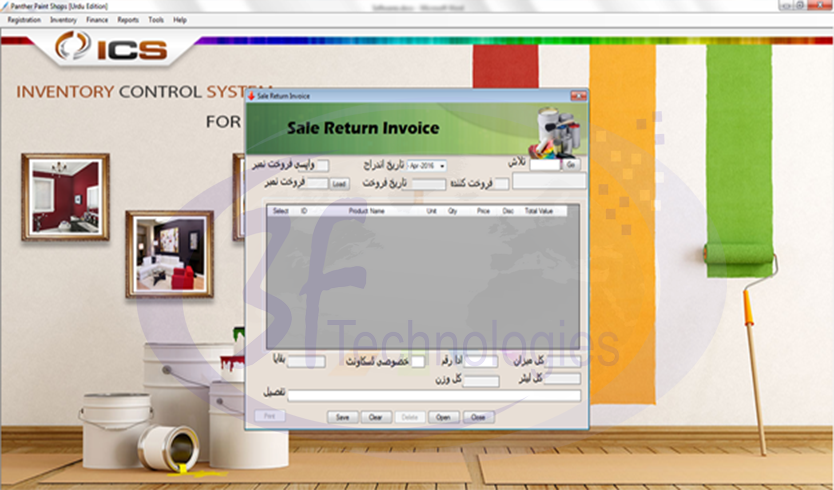 Panther Paint Shops [Urdu Edition]
Registration Inventory Finance Reports Tools Help
ICS
INVENTORY CONTROL SYSTEM
FOR
Sale Return Invoice
Sale Return Invoice
تلاش Go تاریخ اندراج -Apr-2016 واپسی فروخت نمبر
فروخت کنندہ تاریخ فروخت Load فروخت نمبر
Select ID Product Name Unit Qty Price Disc Total Value
3f Technologies
کل میزان ادا رقم خصوصی ڈسکاونٹ بقایا
کل لیٹر کل وزن
تفصیل
Print Save Clear Delete Open Close